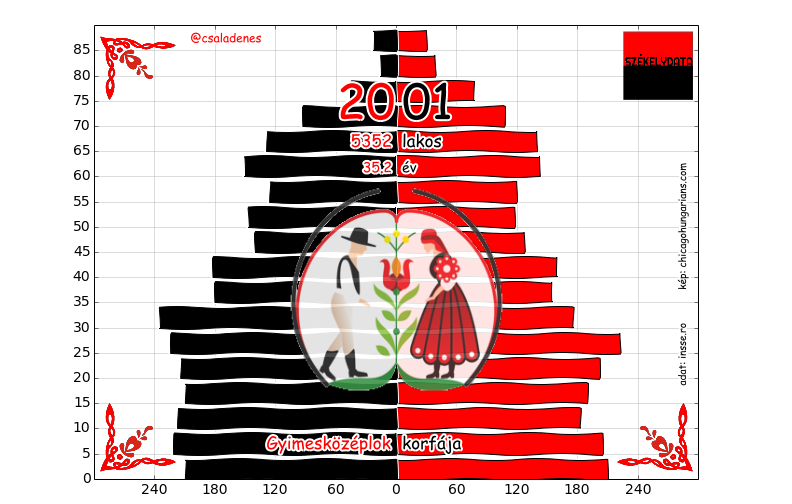 @csaladenes
SZÉKELYDATA
2001
5352 lakos
35,2 év
kép: chicagohungarians.com
adat: insse.ro
Gyimesközéplok korfája
85
80
75
70
65
60
55
50
45
40
35
30
25
20
15
10
5
0
240 180 120 60 0 60 120 180 240